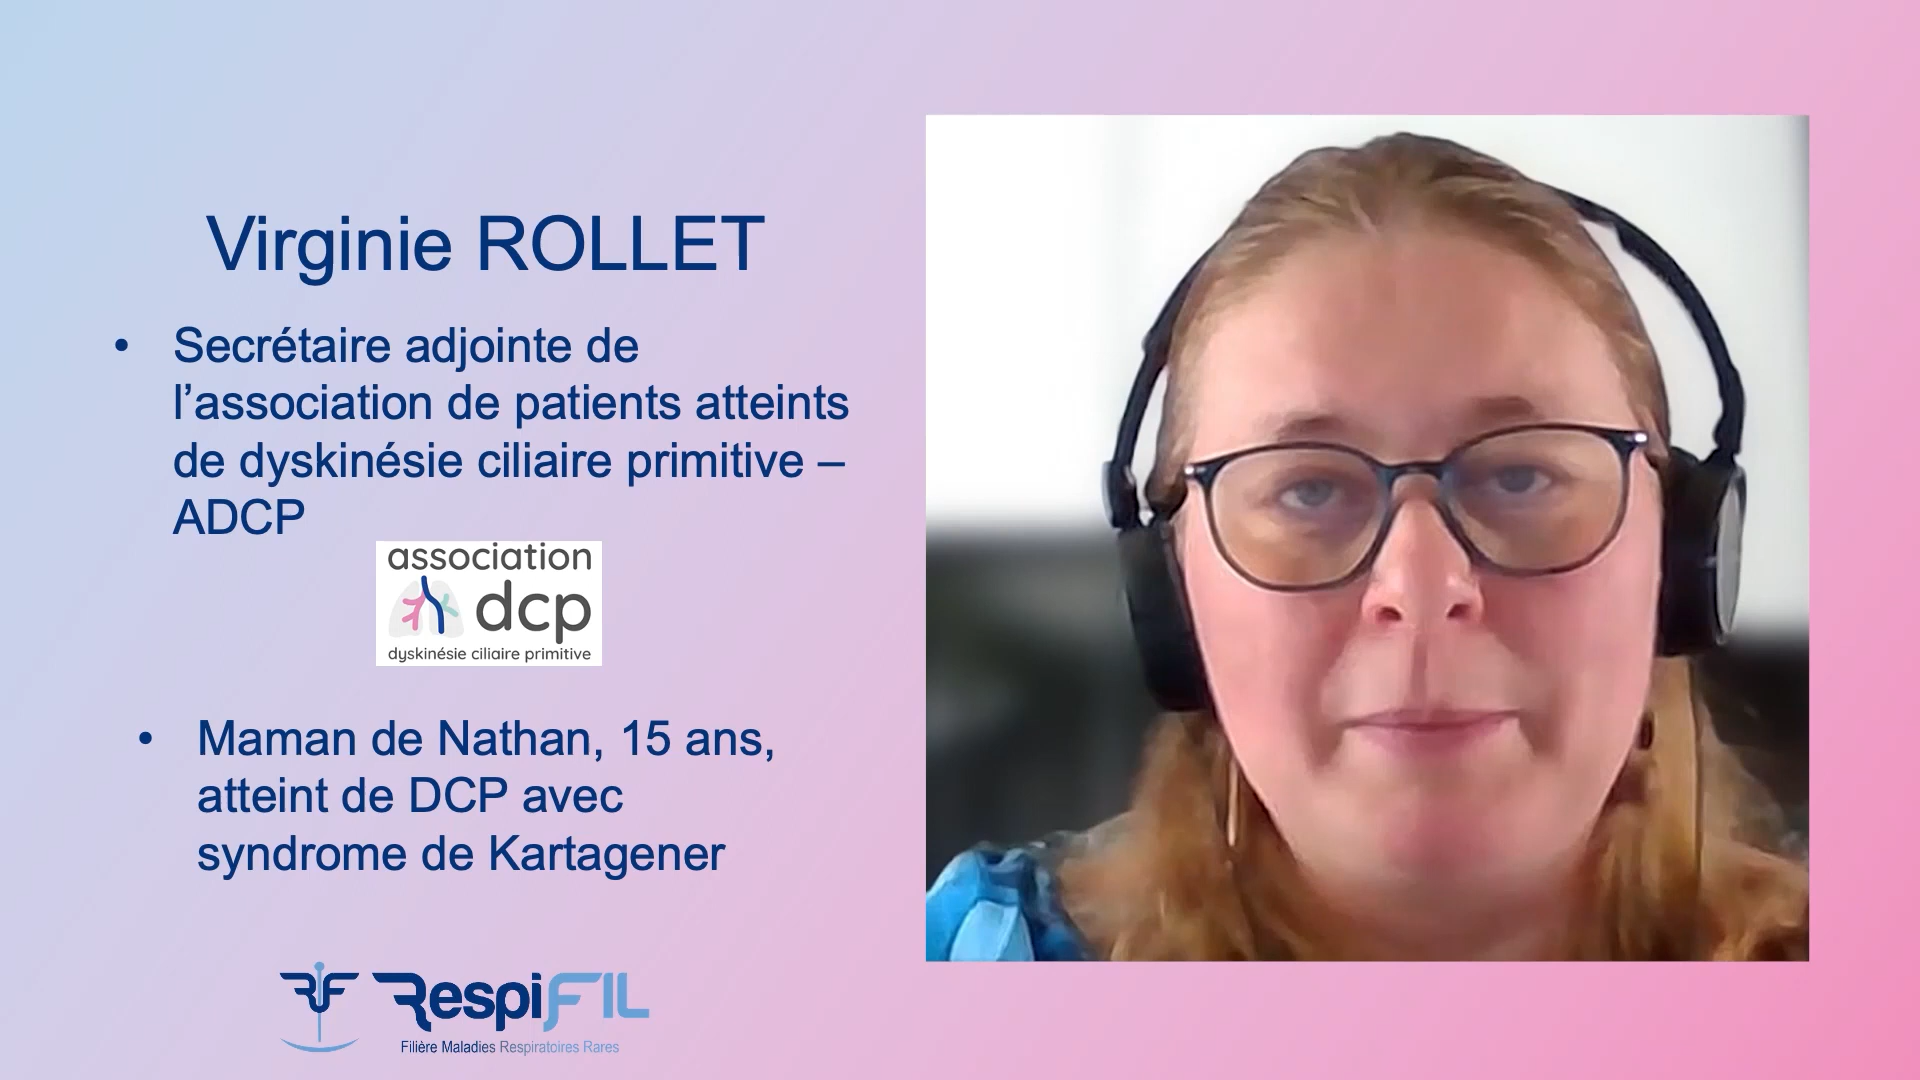 Virginie ROLLET
• Secrétaire adjointe de
l’association de patients atteints
de dyskinésie ciliaire primitive –
ADCP
association
dcp
dyskinésie ciliaire primitive
• Maman de Nathan, 15 ans,
atteint de DCP avec
syndrome de Kartagener
RF RespiFIL
Filière Maladies Respiratoires Rares